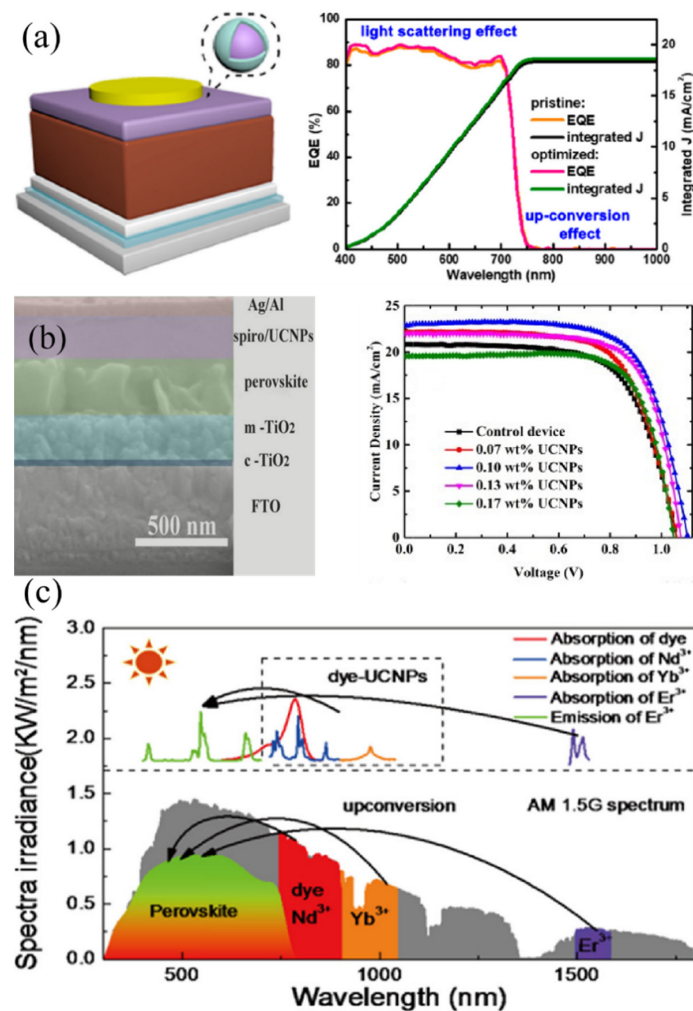 (a)
light scattering effect
pristine:
EQE
integrated J
optimized:
EQE
integrated J
up-conversion
effect
EQE (%)
100
80
60
40
20
0
Integrated J (mA/cm²)
20
15
10
5
0
400 500 600 700 800 900 1000
Wavelength (nm)
(b)
Ag/Al
spiro/UCNPs
perovskite
m -TiO2
c -TiO2
FTO
500 nm
Current Density (mA/cm²)
25
20
15
10
5
0
Control device
0.07 wt% UCNPs
0.10 wt% UCNPs
0.13 wt% UCNPs
0.17 wt% UCNPs
0.0 0.2 0.4 0.6 0.8 1.0
Voltage (V)
(c)
Spectra irradiance(KW/m²/nm)
3.0
2.5
2.0
1.5
1.0
0.5
0.0
Absorption of dye
Absorption of Nd³⁺
Absorption of Yb³⁺
Absorption of Er³⁺
Emission of Er³⁺
dye-UCNPs
upconversion
AM 1.5G spectrum
Perovskite
dye
Nd³⁺
Yb³⁺
Er³⁺
500 1000 1500
Wavelength (nm)